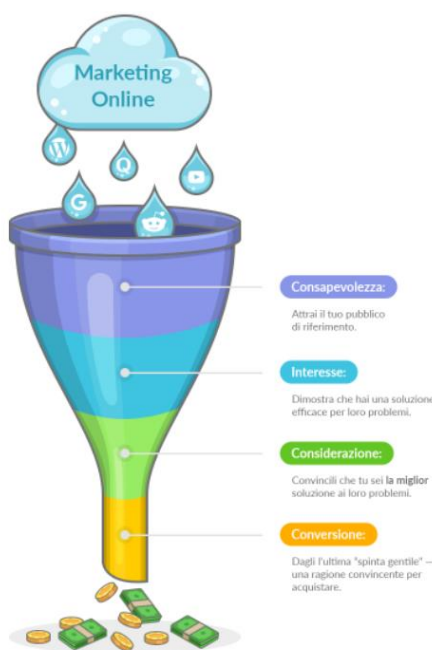 Marketing
Online
W
Q
G
Consapevolezza:
Attrai il tuo pubblico
di riferimento.
Interesse:
Dimostra che hai una soluzione
efficace per loro problemi.
Considerazione:
Convincili che tu sei la miglior
soluzione ai loro problemi.
Conversione:
Dagli l'ultima "spinta gentile" —
una ragione convincente per
acquistare.